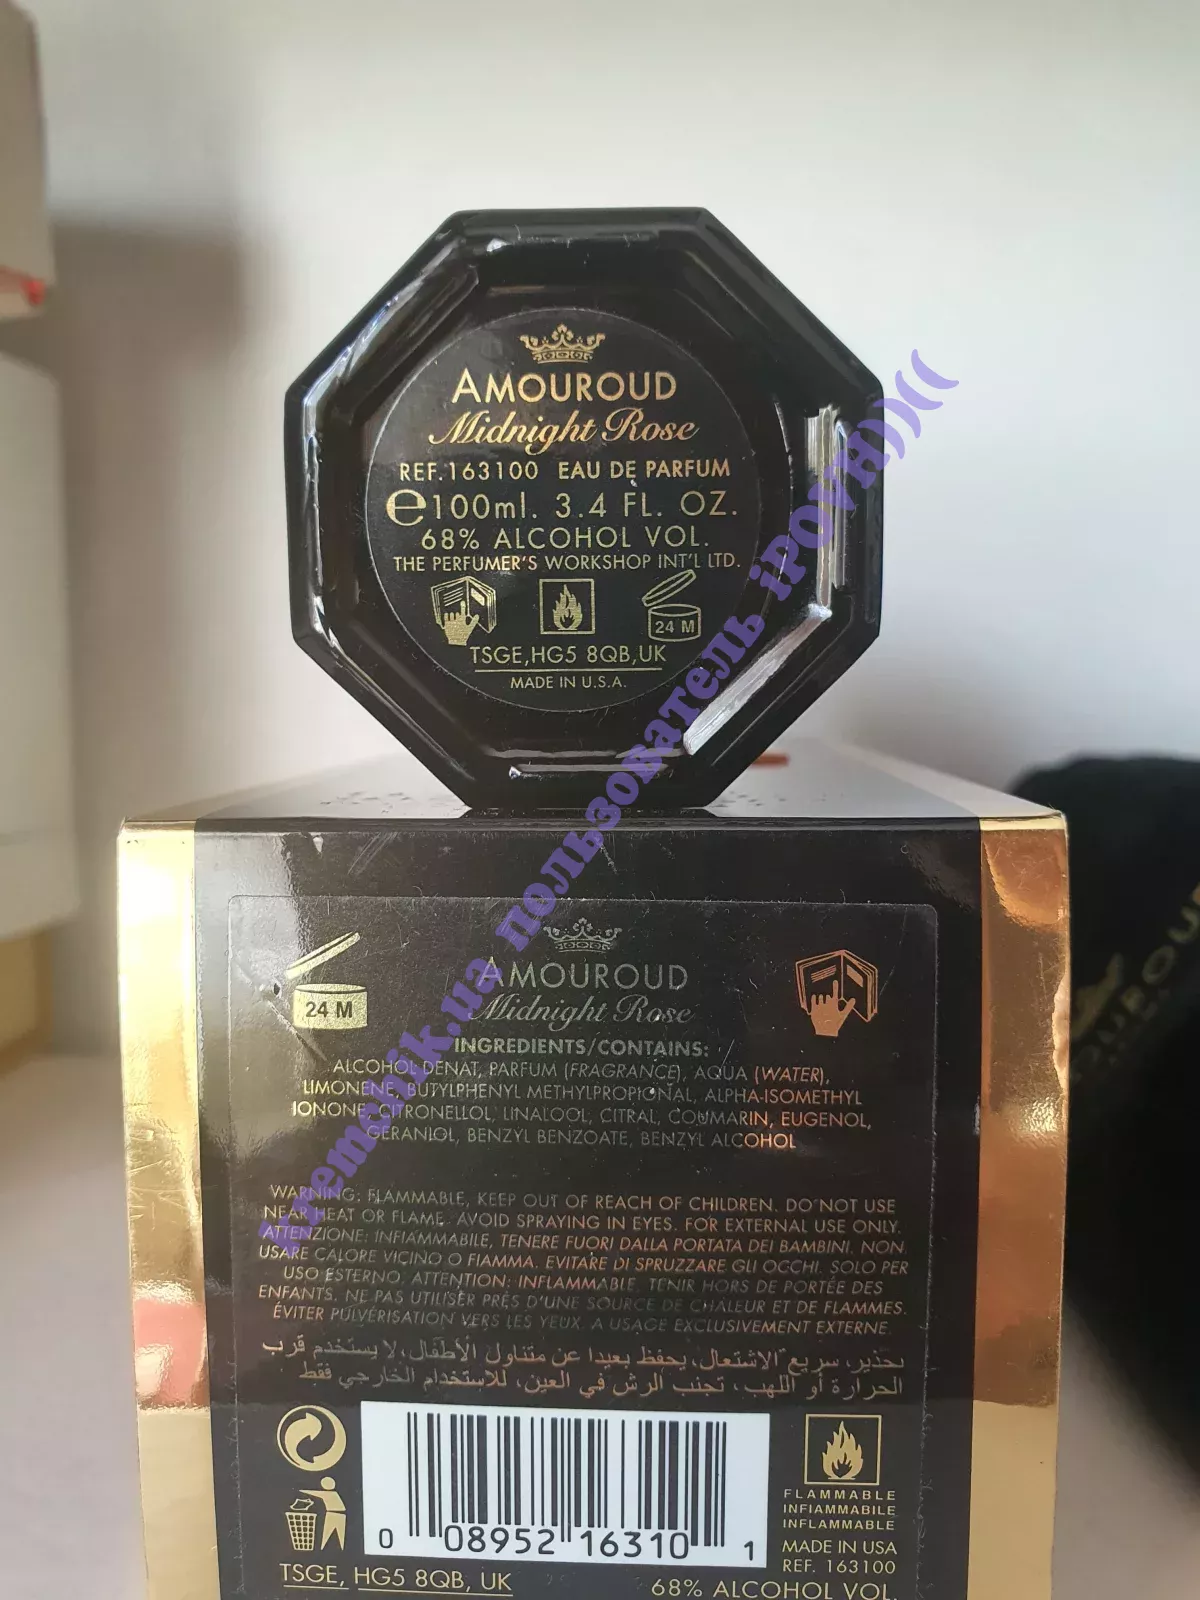 AMOUROUD
Midnight Rose
REF.163100 EAU DE PARFUM
℮100ml. 3.4 FL. OZ.
68% ALCOHOL VOL.
THE PERFUMER'S WORKSHOP INT'L LTD.
24 M
TSGE,HG5 8QB,UK
MADE IN U.S.A.
kremchik.ua пользователь iPOVH))((
24 M
AMOUROUD
Midnight Rose
INGREDIENTS/CONTAINS:
ALCOHOL DENAT, PARFUM (FRAGRANCE), AQUA (WATER),
LIMONENE, BUTYLPHENYL METHYLPROPIONAL, ALPHA-ISOMETHYL
IONONE, CITRONELLOL, LINALOOL, CITRAL, COUMARIN, EUGENOL,
GERANIOL, BENZYL BENZOATE, BENZYL ALCOHOL
WARNING: FLAMMABLE, KEEP OUT OF REACH OF CHILDREN. DO NOT USE
NEAR HEAT OR FLAME. AVOID SPRAYING IN EYES. FOR EXTERNAL USE ONLY.
ATTENZIONE: INFIAMMABILE, TENERE FUORI DALLA PORTATA DEI BAMBINI. NON
USARE CALORE VICINO O FIAMMA. EVITARE DI SPRUZZARE GLI OCCHI. SOLO PER
USO ESTERNO. ATTENTION: INFLAMMABLE. TENIR HORS DE PORTÉE DES
ENFANTS. NE PAS UTILISER PRÈS D'UNE SOURCE DE CHALEUR ET DE FLAMMES.
ÉVITER PULVÉRISATION VERS LES YEUX. A USAGE EXCLUSIVEMENT EXTERNE.
بحذير، سريع الاشتعال، يحفظ بعيدا عن متناول الأطفال، لا يستخدم قرب
الحرارة أو اللهب، تجنب الرش في العين، للاستخدام الخارجي فقط
0 08952 16310 1
FLAMMABLE
INFIAMMABILE
INFLAMMABLE
MADE IN USA
REF. 163100
TSGE, HG5 8QB, UK
68% ALCOHOL VOL.